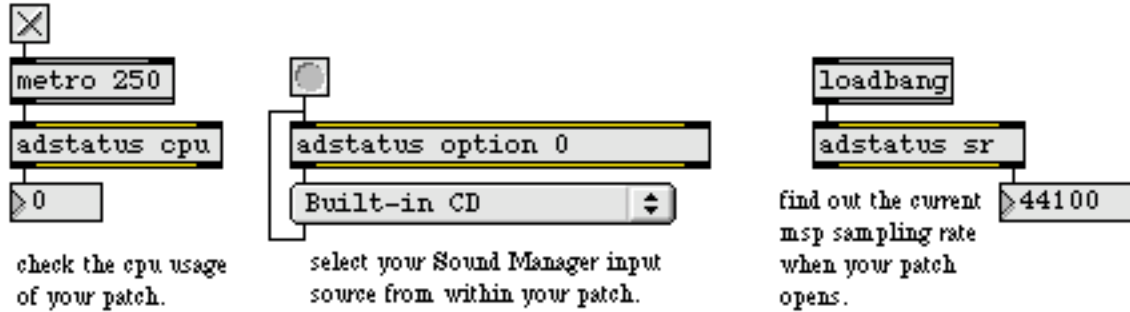 metro 250
adstatus cpu
0
check the cpu usage
of your patch.
adstatus option 0
Built-in CD
select your Sound Manager input
source from within your patch.
loadbang
adstatus sr
44100
find out the current
msp sampling rate
when your patch
opens.